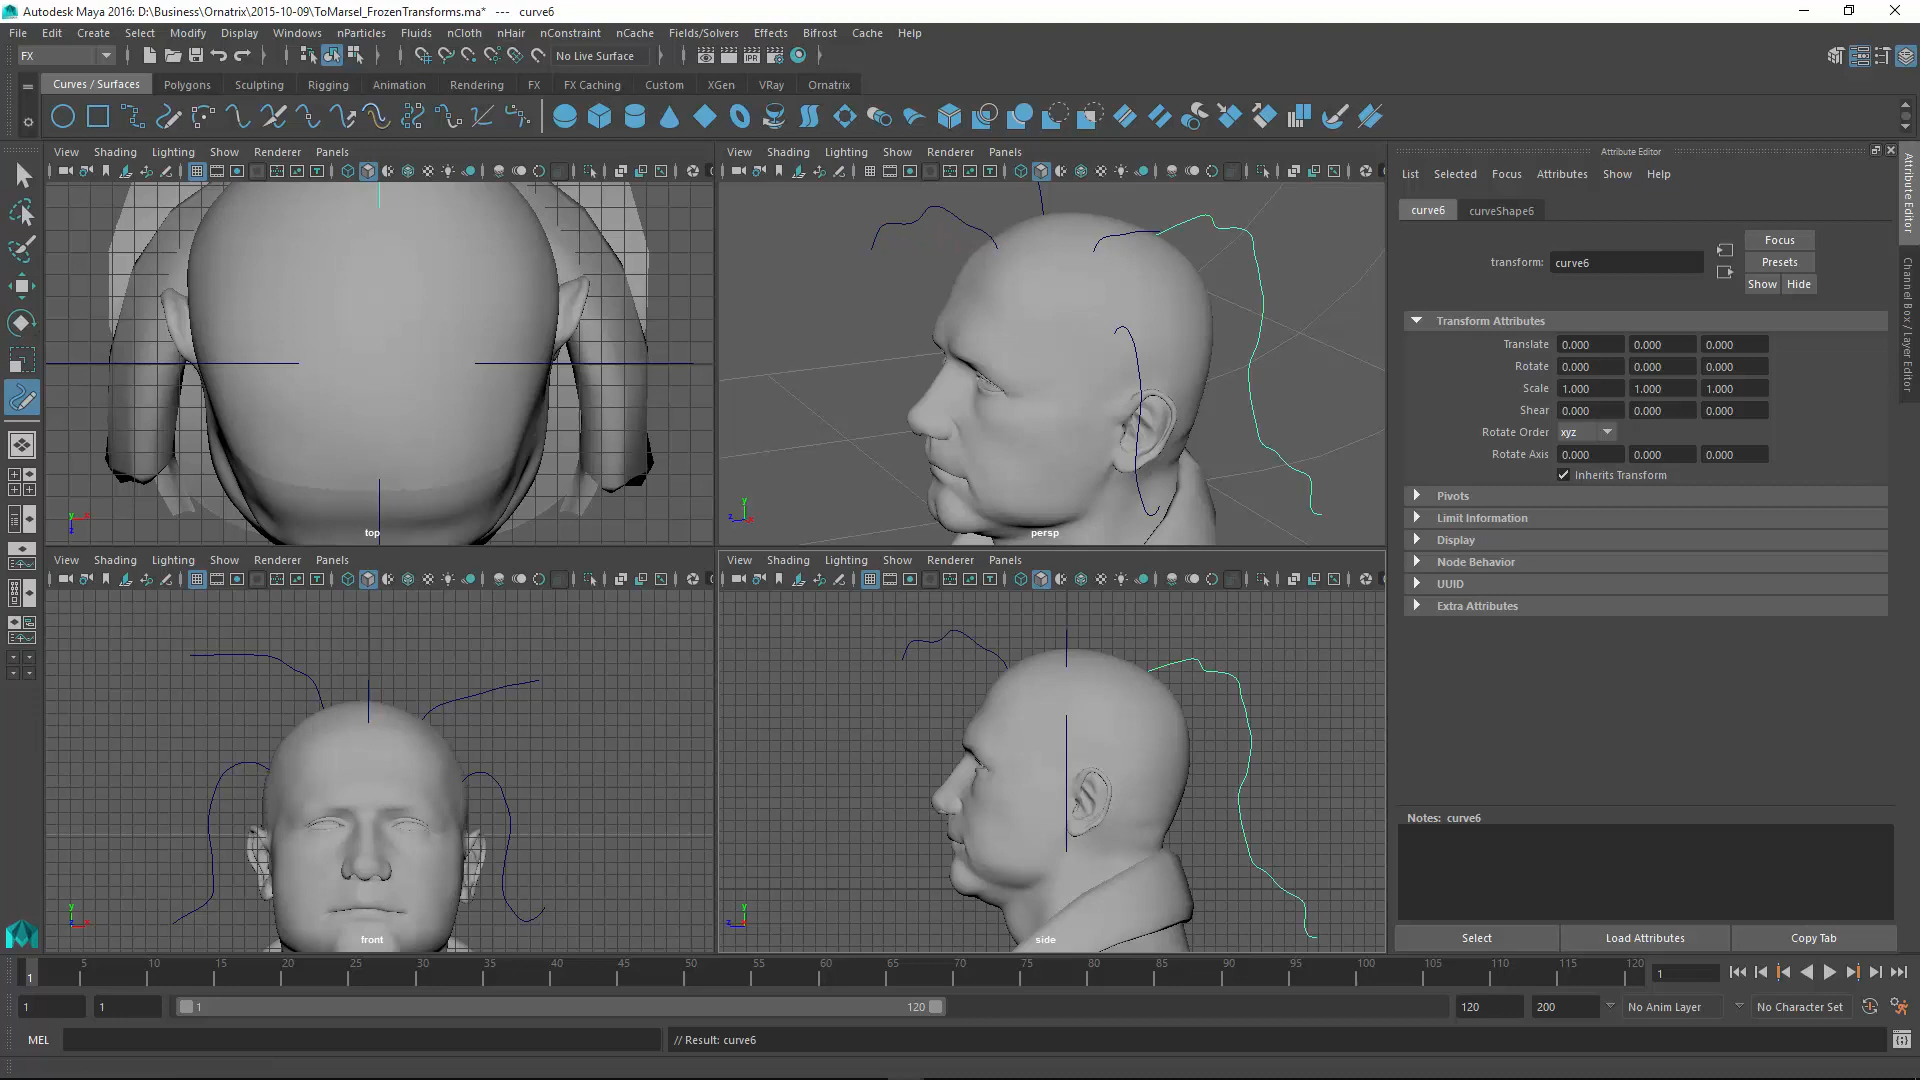 Autodesk Maya 2016: D:\Business\Ornatrix\2015-10-09\ToMarsel_FrozenTransforms.ma* --- curve6
File Edit Create Select Modify Display Windows nParticles Fluids nCloth nHair nConstraint nCache Fields/Solvers Effects Bifrost Cache Help
FX No Live Surface
Curves / Surfaces Polygons Sculpting Rigging Animation Rendering FX FX Caching Custom XGen VRay Ornatrix
View Shading Lighting Show Renderer Panels
View Shading Lighting Show Renderer Panels
Attribute Editor
List Selected Focus Attributes Show Help
curve6 curveShape6
Focus
transform: curve6 Presets
Show Hide
Transform Attributes
Translate 0.000 0.000 0.000
Rotate 0.000 0.000 0.000
Scale 1.000 1.000 1.000
Shear 0.000 0.000 0.000
Rotate Order xyz
Rotate Axis 0.000 0.000 0.000
Inherits Transform
Pivots
Limit Information
Display
Node Behavior
UUID
Extra Attributes
Attribute Editor
Channel Box / Layer Editor
top
persp
View Shading Lighting Show Renderer Panels
View Shading Lighting Show Renderer Panels
front
side
Notes: curve6
Select Load Attributes Copy Tab
1 5 10 15 20 25 30 35 40 45 50 55 60 65 70 75 80 85 90 95 100 105 110 115 120 1
1 1 1 120 120 200 No Anim Layer No Character Set
MEL // Result: curve6